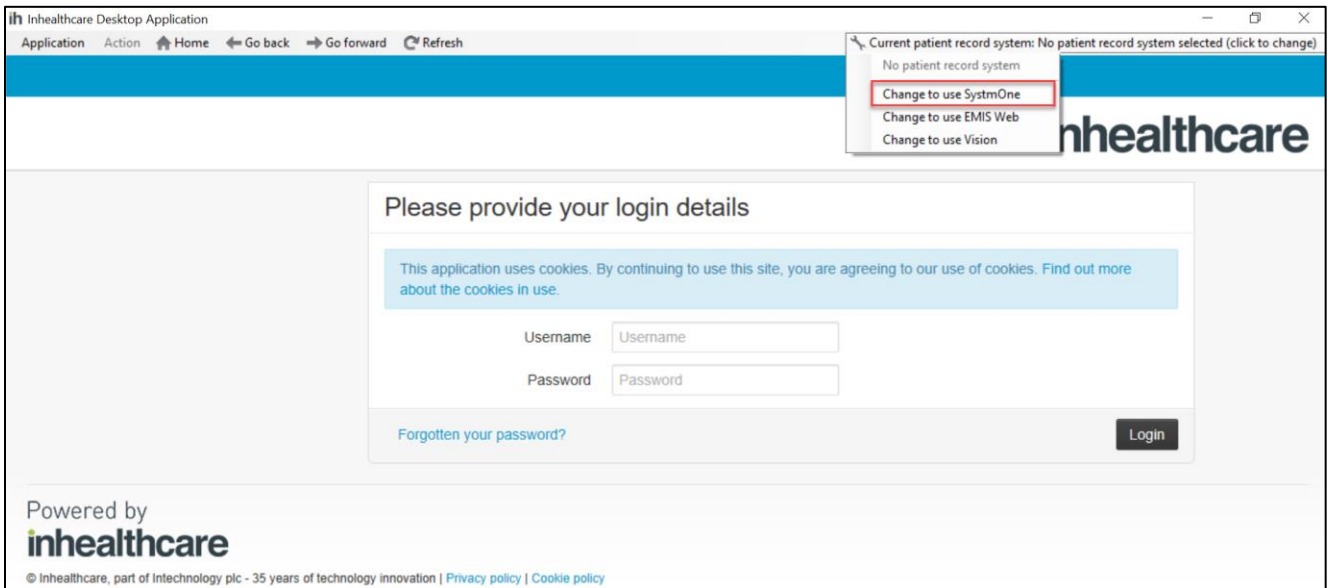 ih Inhealthcare Desktop Application
Application Action Home Go back Go forward Refresh
Current patient record system: No patient record system selected (click to change)
No patient record system
Change to use SystmOne
Change to use EMIS Web
Change to use Vision
nhealthcare
Please provide your login details
This application uses cookies. By continuing to use this site, you are agreeing to our use of cookies. Find out more
about the cookies in use.
Username Username
Password Password
Forgotten your password? Login
Powered by
inhealthcare
© Inhealthcare, part of Intechnology plc - 35 years of technology innovation | Privacy policy | Cookie policy